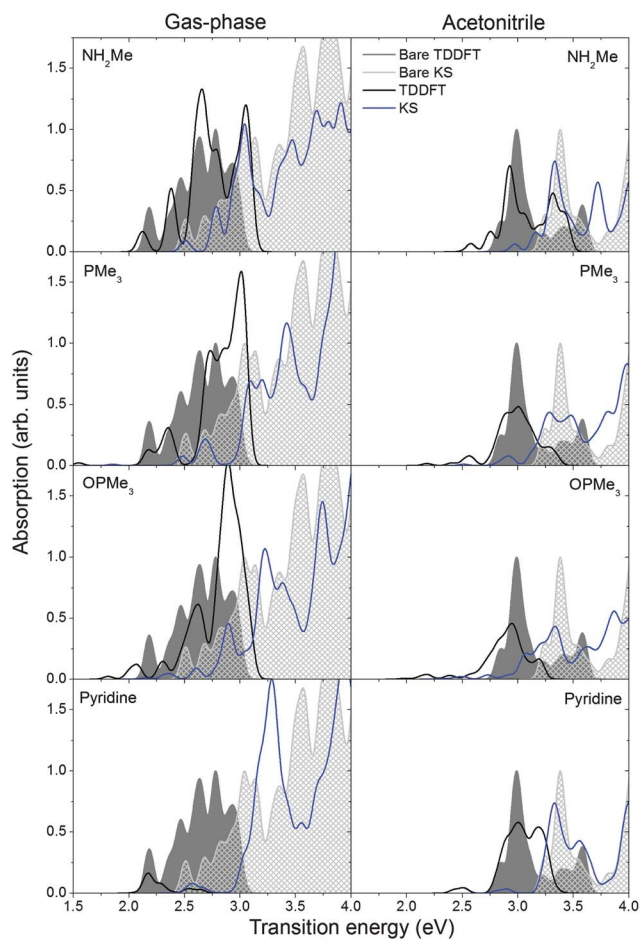 Gas-phase
Acetonitrile
NH₂Me
1.5
1.0
0.5
0.0
Bare TDDFT
Bare KS
TDDFT
KS
NH₂Me
PMe₃
1.5
1.0
0.5
0.0
PMe₃
OPMe₃
1.5
1.0
0.5
0.0
OPMe₃
Pyridine
1.5
1.0
0.5
0.0
Pyridine
Absorption (arb. units)
1.5 2.0 2.5 3.0 3.5 4.0 2.0 2.5 3.0 3.5 4.0
Transition energy (eV) Transition energy (eV)